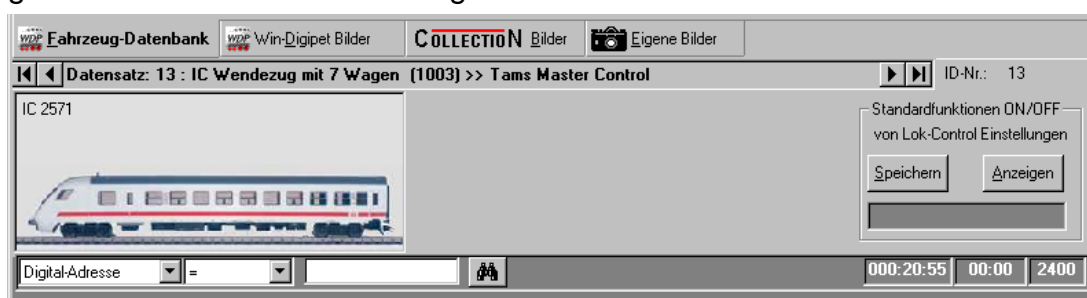 WDP Fahrzeug-Datenbank WDP Win-Digipet Bilder COLLECTION Bilder Eigene Bilder
Datensatz: 13 : IC Wendezug mit 7 Wagen (1003) >> Tams Master Control ID-Nr.: 13
IC 2571
Standardfunktionen ON/OFF
von Lok-Control Einstellungen
Speichern Anzeigen
Digital-Adresse = 000:20:55 00:00 2400